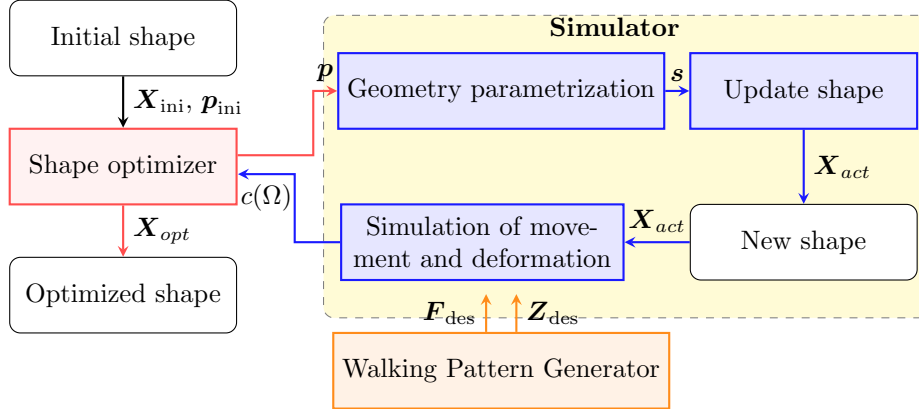 Initial shape
Simulator
X_ini, p_ini
p
Geometry parametrization
s
Update shape
Shape optimizer
X_act
c(Ω)
X_opt
Simulation of move-
ment and deformation
X_act
New shape
Optimized shape
F_des
Z_des
Walking Pattern Generator